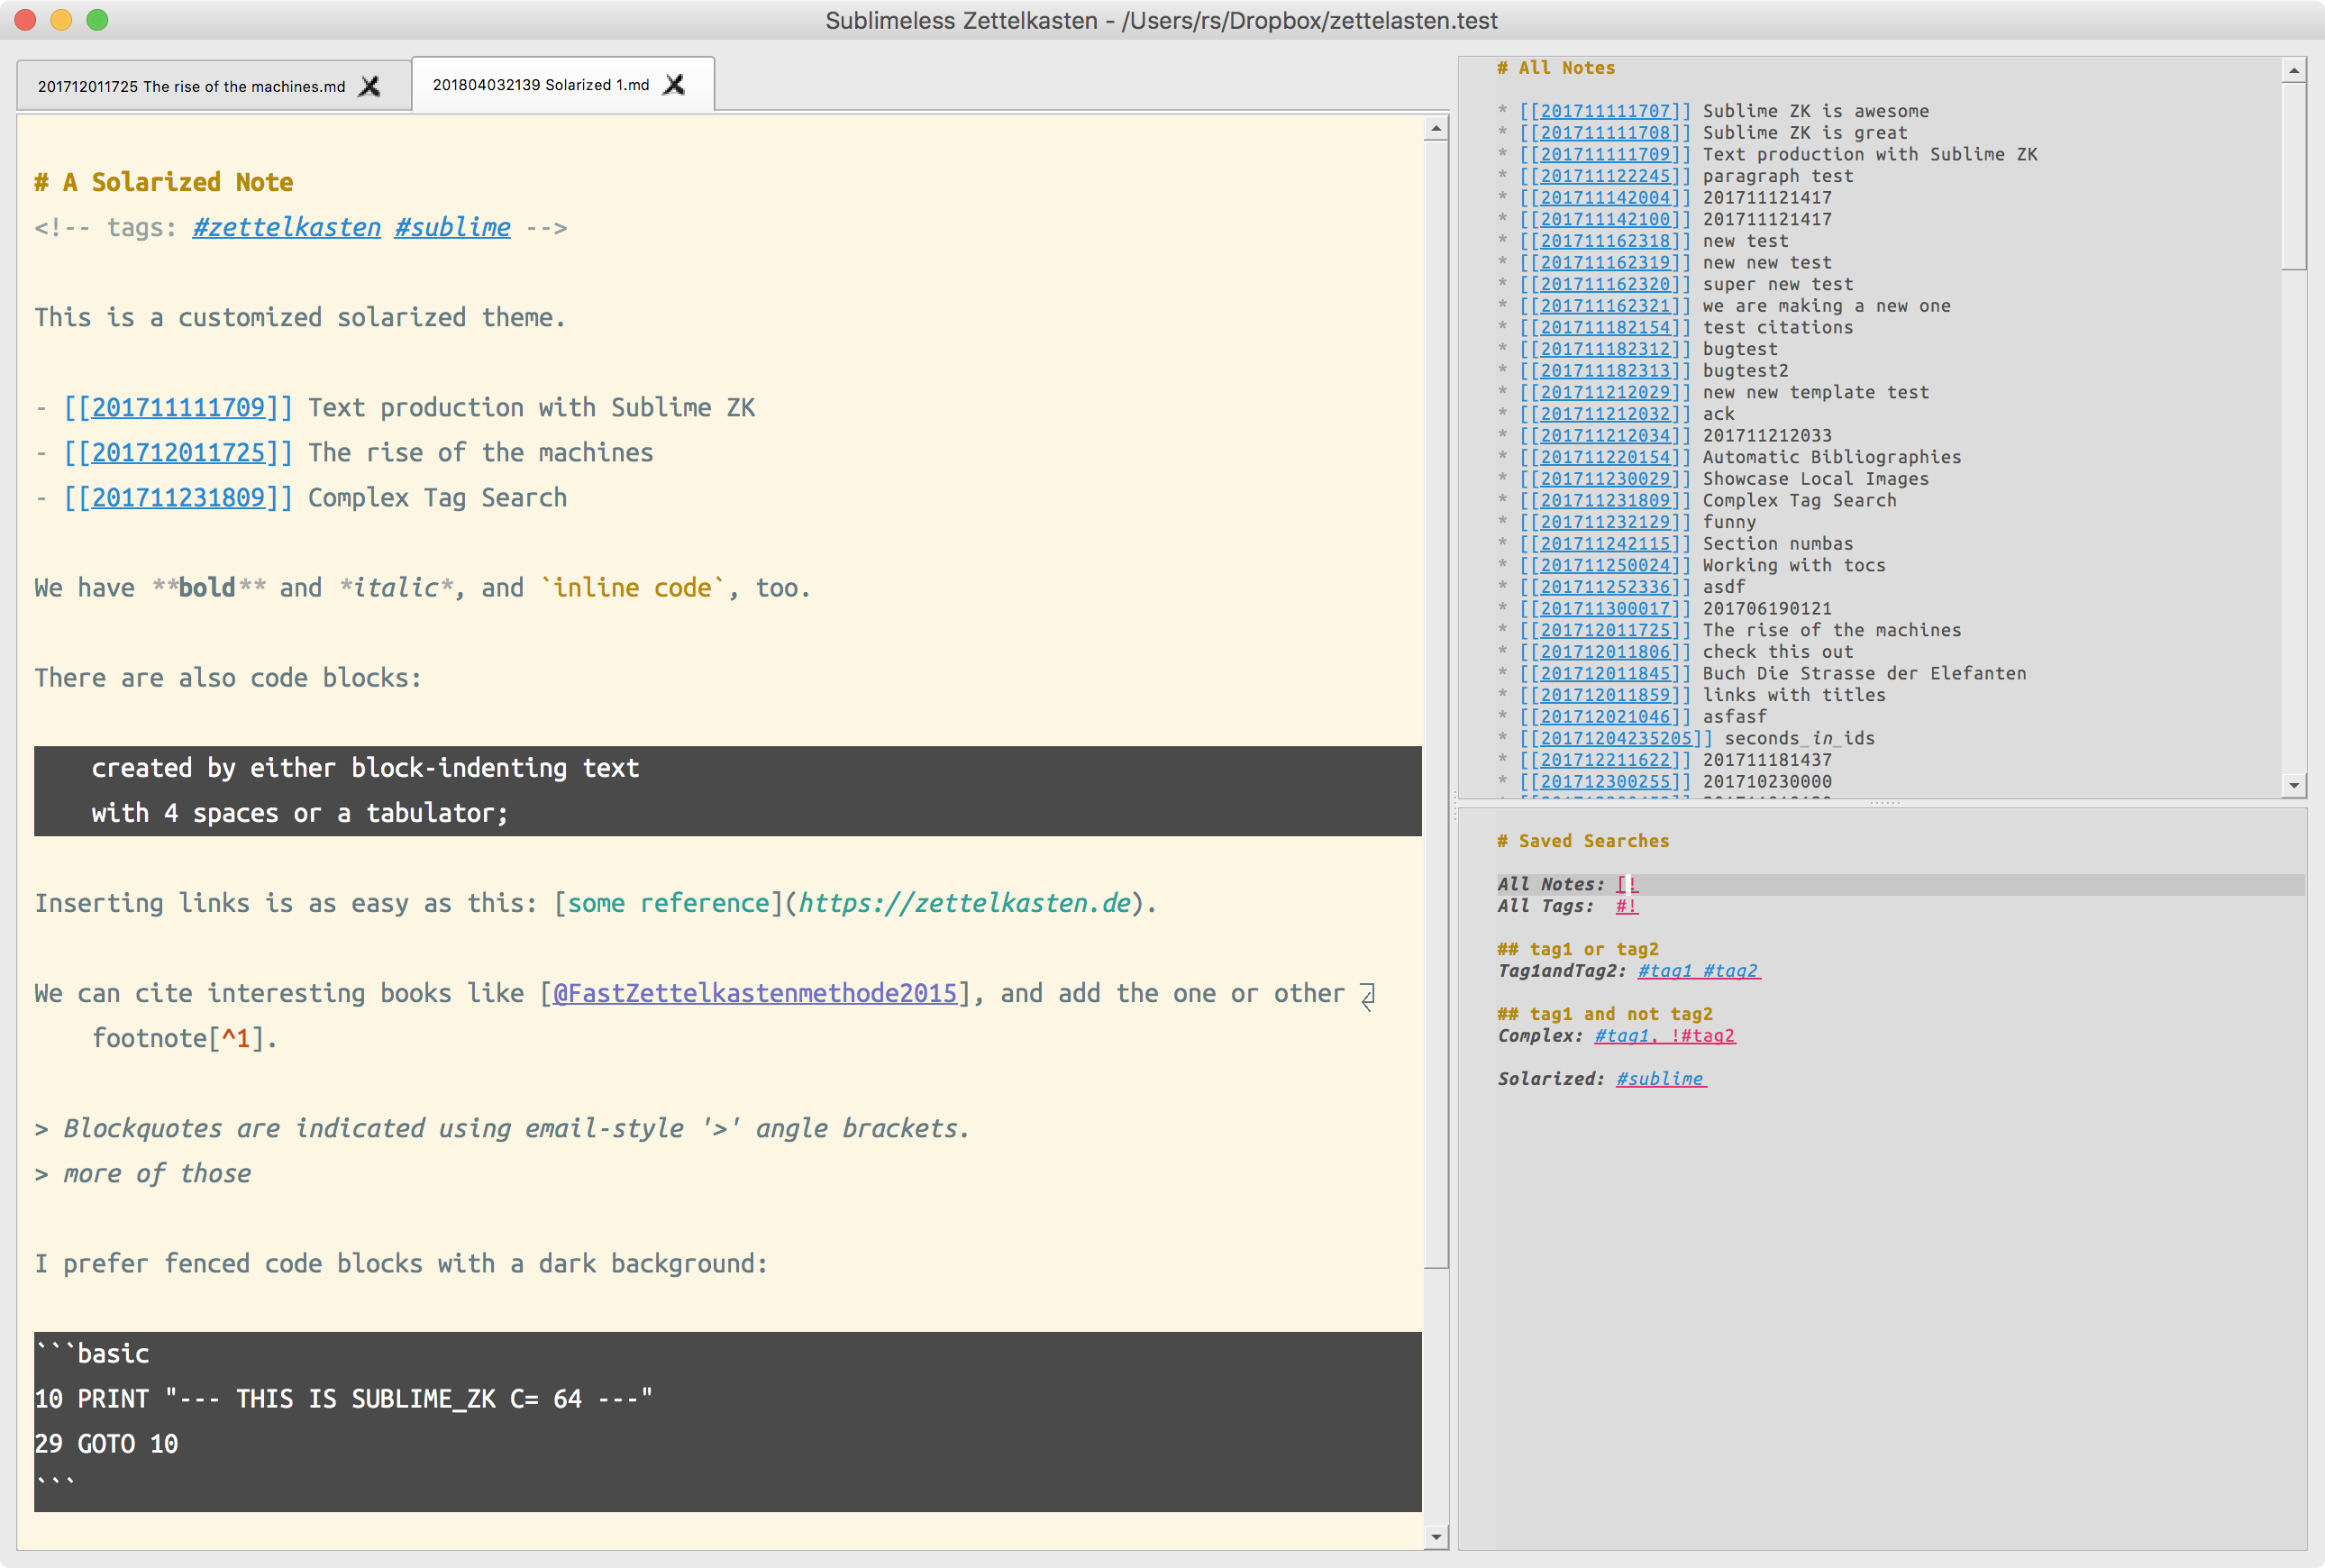 Sublimeless Zettelkasten - /Users/rs/Dropbox/zettelasten.test
201712011725 The rise of the machines.md
201804032139 Solarized 1.md
# A Solarized Note
<!-- tags: #zettelkasten #sublime -->
This is a customized solarized theme.
- [[201711111709]] Text production with Sublime ZK
- [[201712011725]] The rise of the machines
- [[201711231809]] Complex Tag Search
We have **bold** and *italic*, and `inline code`, too.
There are also code blocks:
created by either block-indenting text
with 4 spaces or a tabulator;
Inserting links is as easy as this: [some reference](https://zettelkasten.de).
We can cite interesting books like [@FastZettelkastenmethode2015], and add the one or other
footnote[^1].
> Blockquotes are indicated using email-style '>' angle brackets.
> more of those
I prefer fenced code blocks with a dark background:
```basic
10 PRINT "--- THIS IS SUBLIME_ZK C= 64 ---"
29 GOTO 10
```
# All Notes
* [[201711111707]] Sublime ZK is awesome
* [[201711111708]] Sublime ZK is great
* [[201711111709]] Text production with Sublime ZK
* [[201711122245]] paragraph test
* [[201711142004]] 201711121417
* [[201711142100]] 201711121417
* [[201711162318]] new test
* [[201711162319]] new new test
* [[201711162320]] super new test
* [[201711162321]] we are making a new one
* [[201711182154]] test citations
* [[201711182312]] bugtest
* [[201711182313]] bugtest2
* [[201711212029]] new new template test
* [[201711212032]] ack
* [[201711212034]] 201711212033
* [[201711220154]] Automatic Bibliographies
* [[201711230029]] Showcase Local Images
* [[201711231809]] Complex Tag Search
* [[201711232129]] funny
* [[201711242115]] Section numbas
* [[201711250024]] Working with tocs
* [[201711252336]] asdf
* [[201711300017]] 201706190121
* [[201712011725]] The rise of the machines
* [[201712011806]] check this out
* [[201712011845]] Buch Die Strasse der Elefanten
* [[201712011859]] links with titles
* [[201712021046]] asfasf
* [[20171204235205]] seconds_in_ids
* [[201712211622]] 201711181437
* [[201712300255]] 201710230000
# Saved Searches
All Notes: [!
All Tags: #!
## tag1 or tag2
Tag1andTag2: #tag1 #tag2
## tag1 and not tag2
Complex: #tag1, !#tag2
Solarized: #sublime